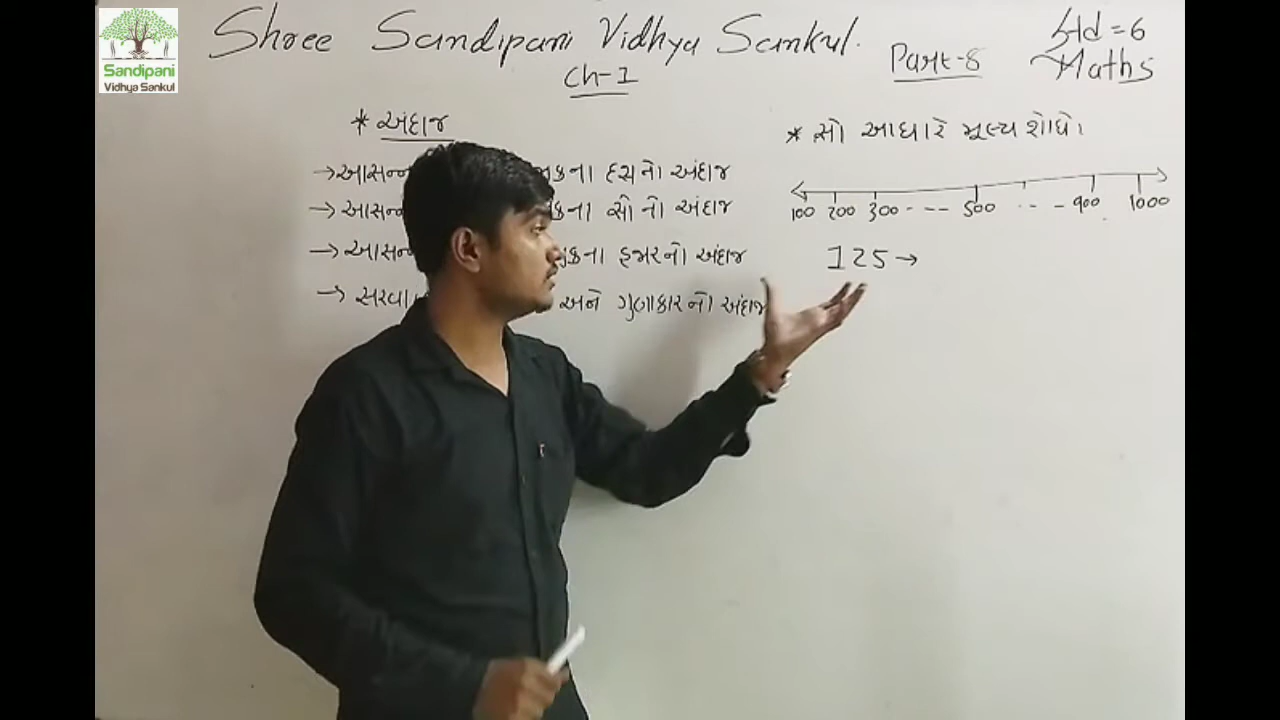 Sandipani
Vidhya Sankul
Shree Sandipani Vidhya Sankul.
Std = 6
Part-8
Maths
Ch-1
* અંદાજ
→ આસન્ન ના દસ નો અંદાજ
→ આસન્ ના સો નો અંદાજ
→ આસન્ ના હજારનો અંદાજ
→ સરવા અને ગુણાકારનો અંદાજ
* સો આધારે મૂલ્ય શોધો
100 200 300 - - - - 500 - - - 900 1000
125 →